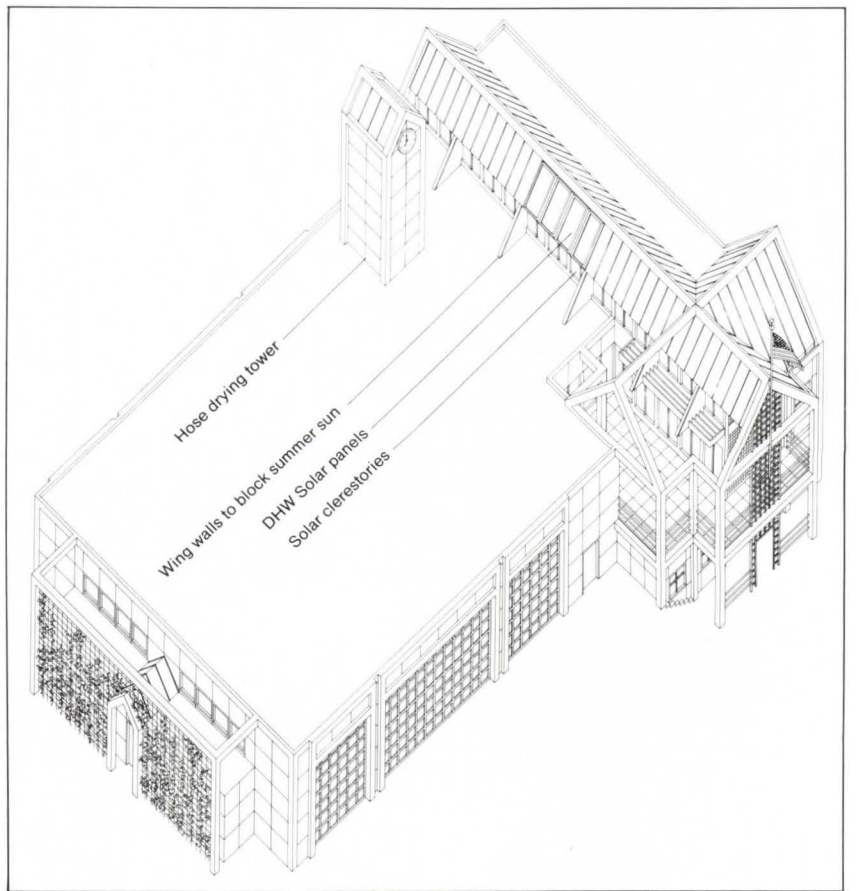 Hose drying tower
Wing walls to block summer sun
DHW Solar panels
Solar clerestories